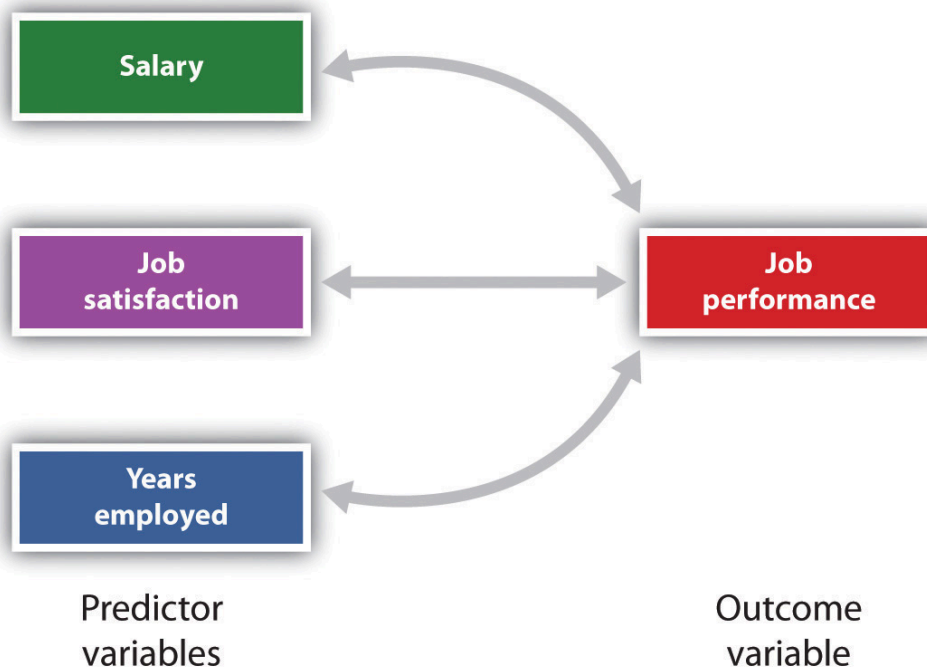 Salary
Job
satisfaction
Job
performance
Years
employed
Predictor
variables
Outcome
variable